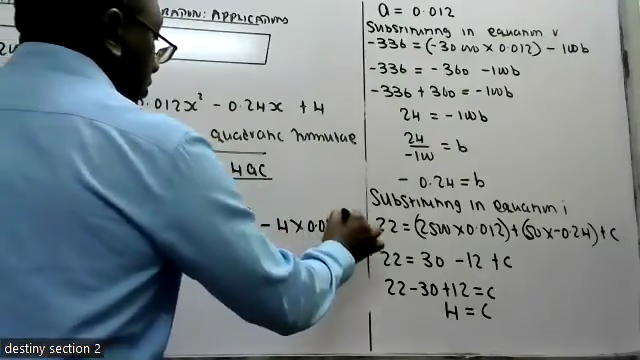 RATION: APPLICATIONS
0.012x² - 0.24x + 4
quadratic formulae
4ac
- 4 × 0.0
a = 0.012
Substituting in equation v
-336 = (-30 000 × 0.012) - 100b
-336 = - 360 - 100b
-336 + 360 = -100b
24 = -100b
24/-100 = b
- 0.24 = b
Substituting in equation i
22 = (2500 × 0.012) + (50 × -0.24) + c
22 = 30 - 12 + c
22 - 30 + 12 = c
4 = c
destiny section 2